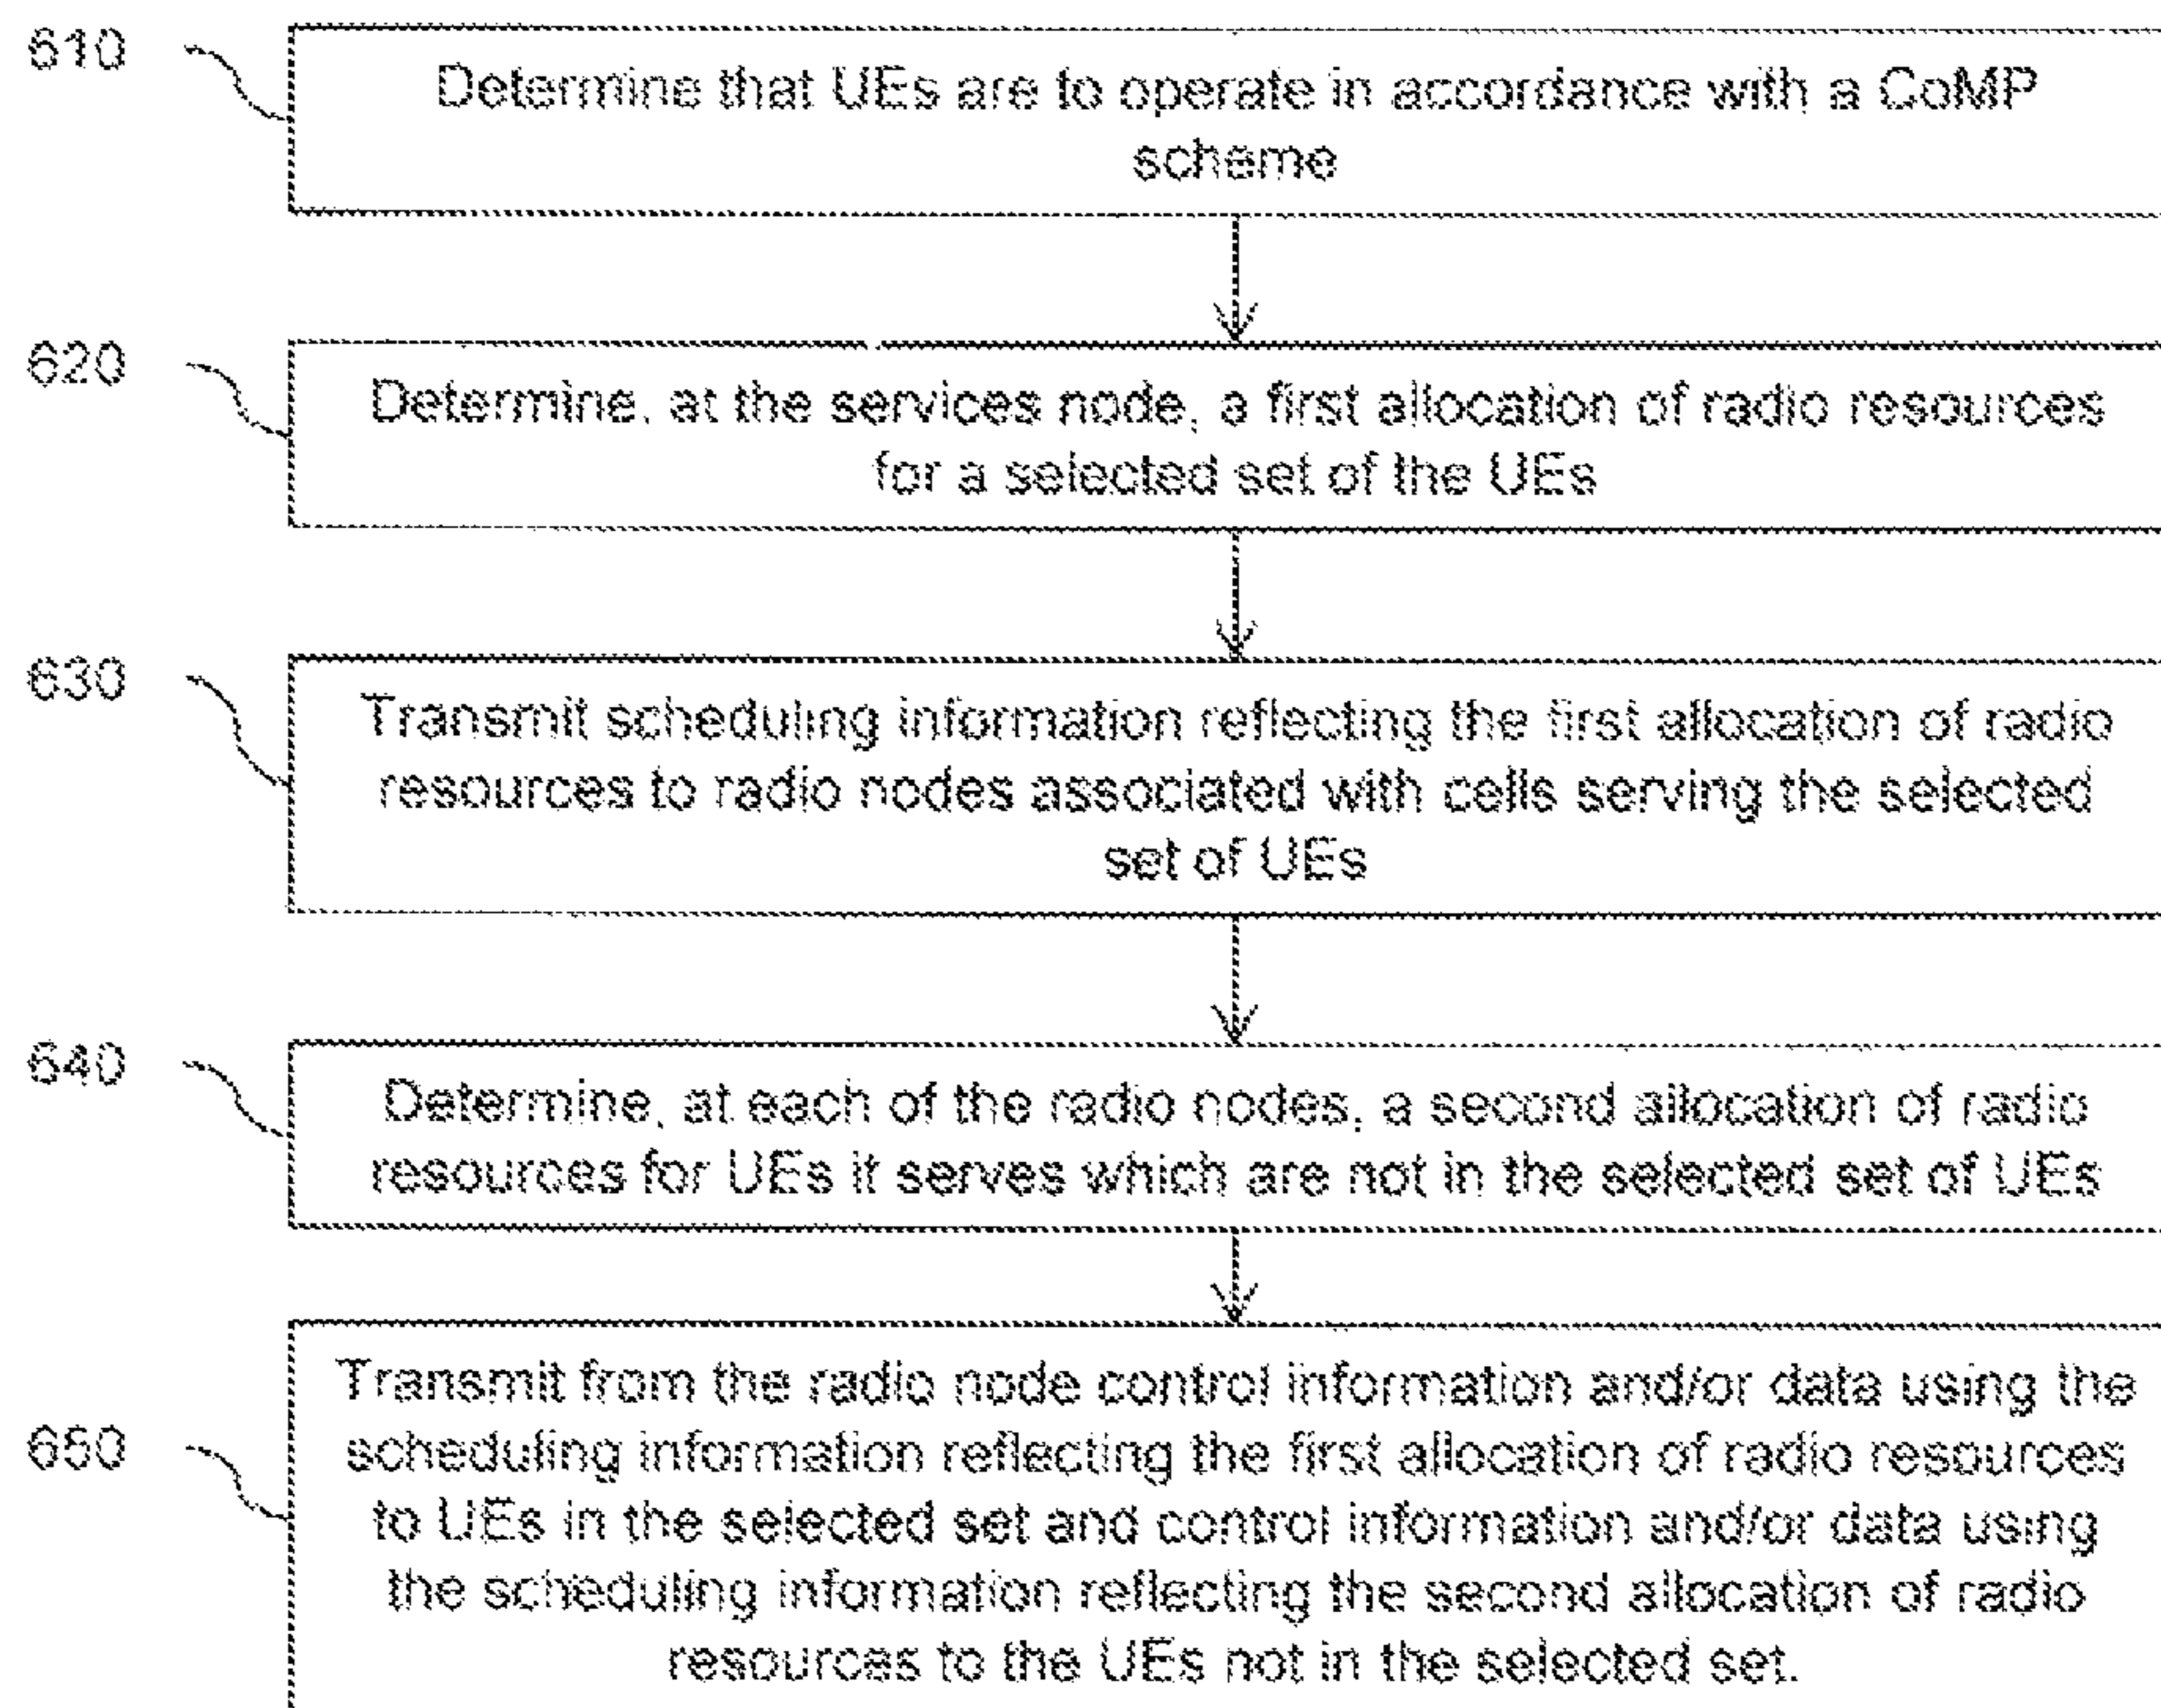 610
Determine that UEs are to operate in accordance with a CoMP
scheme
620
Determine, at the services node, a first allocation of radio resources
for a selected set of the UEs
630
Transmit scheduling information reflecting the first allocation of radio
resources to radio nodes associated with cells serving the selected
set of UEs
640
Determine, at each of the radio nodes, a second allocation of radio
resources for UEs it serves which are not in the selected set of UEs
650
Transmit from the radio node control information and/or data using the
scheduling information reflecting the first allocation of radio resources
to UEs in the selected set and control information and/or data using
the scheduling information reflecting the second allocation of radio
resources to the UEs not in the selected set.